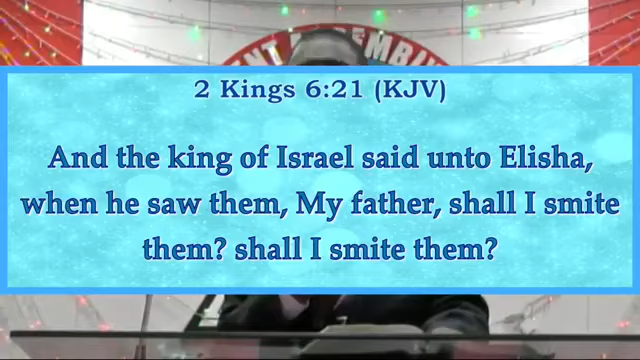 2 Kings 6:21 (KJV)
And the king of Israel said unto Elisha,
when he saw them, My father, shall I smite
them? shall I smite them?